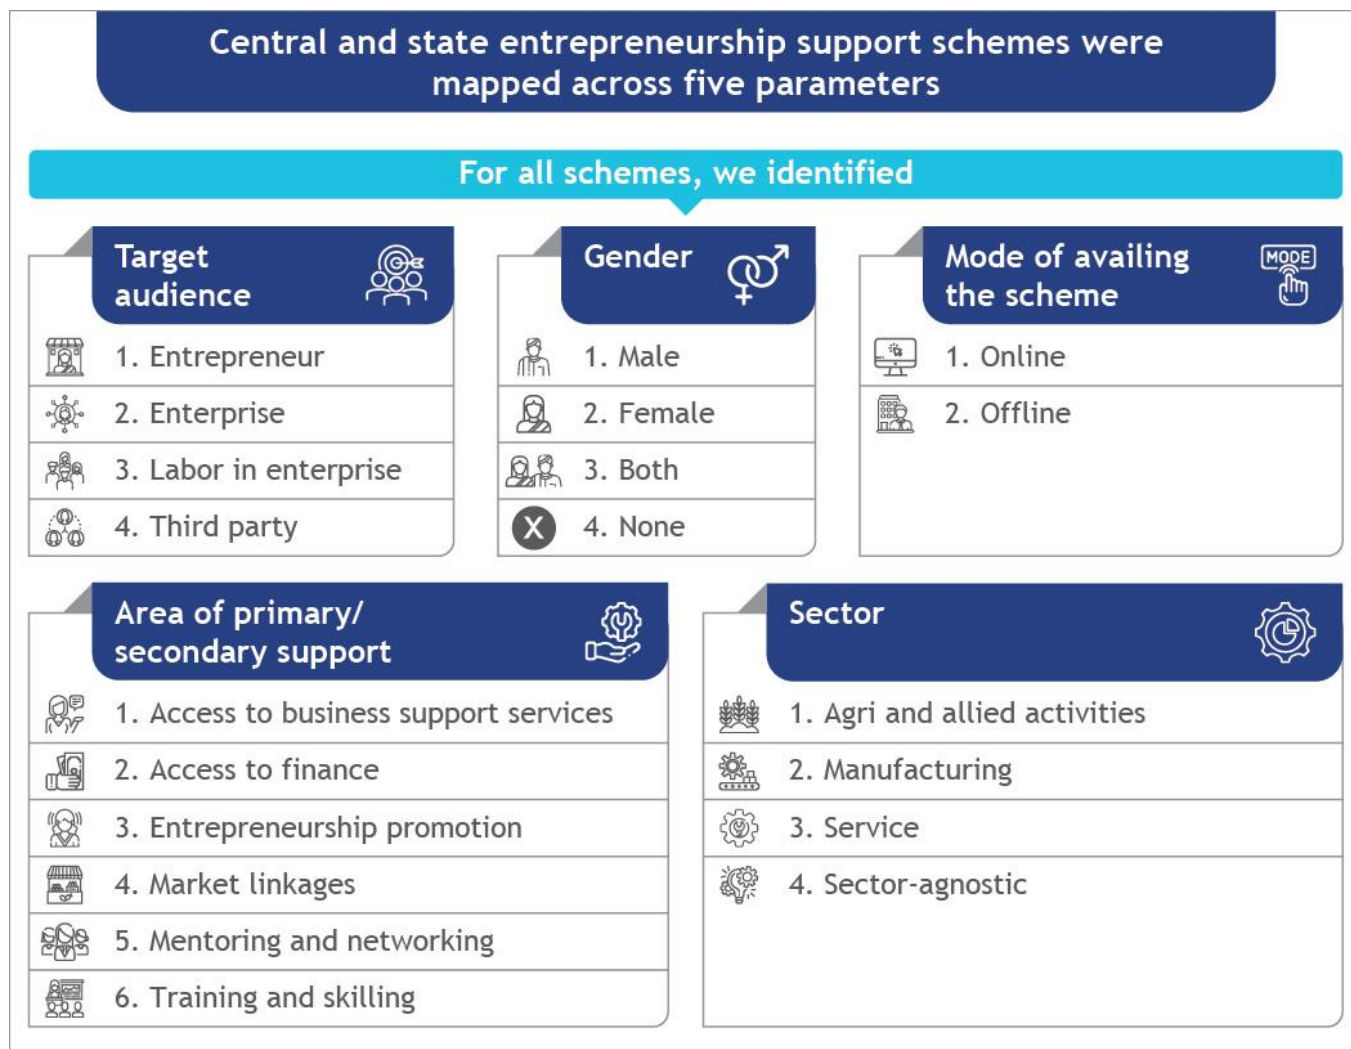 Central and state entrepreneurship support schemes were
mapped across five parameters
For all schemes, we identified
Target
audience
1. Entrepreneur
2. Enterprise
3. Labor in enterprise
4. Third party
Gender
1. Male
2. Female
3. Both
X
4. None
Mode of availing
the scheme
MODE
1. Online
2. Offline
Area of primary/
secondary support
1. Access to business support services
2. Access to finance
3. Entrepreneurship promotion
4. Market linkages
5. Mentoring and networking
6. Training and skilling
Sector
1. Agri and allied activities
2. Manufacturing
3. Service
4. Sector-agnostic